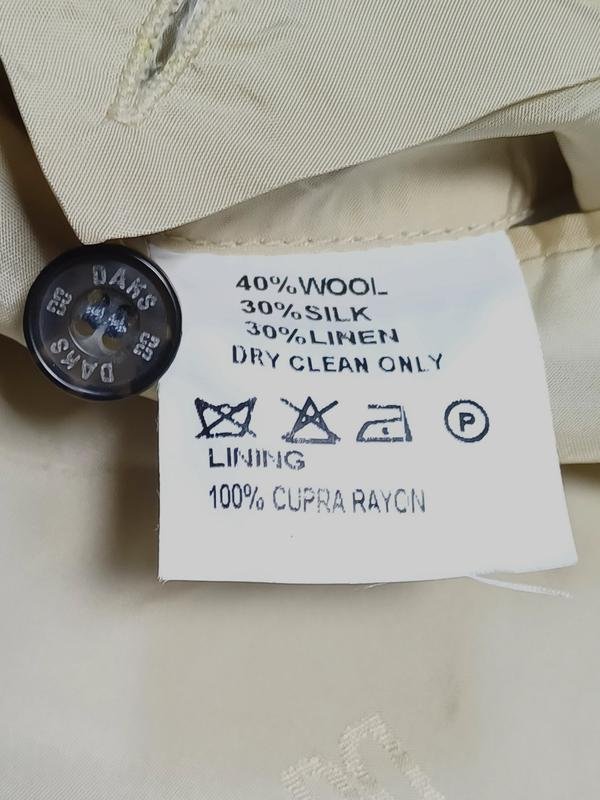 DAKS
DAKS
40%WOOL
30%SILK
30%LINEN
DRY CLEAN ONLY
P
LINING
100% CUPRA RAYON